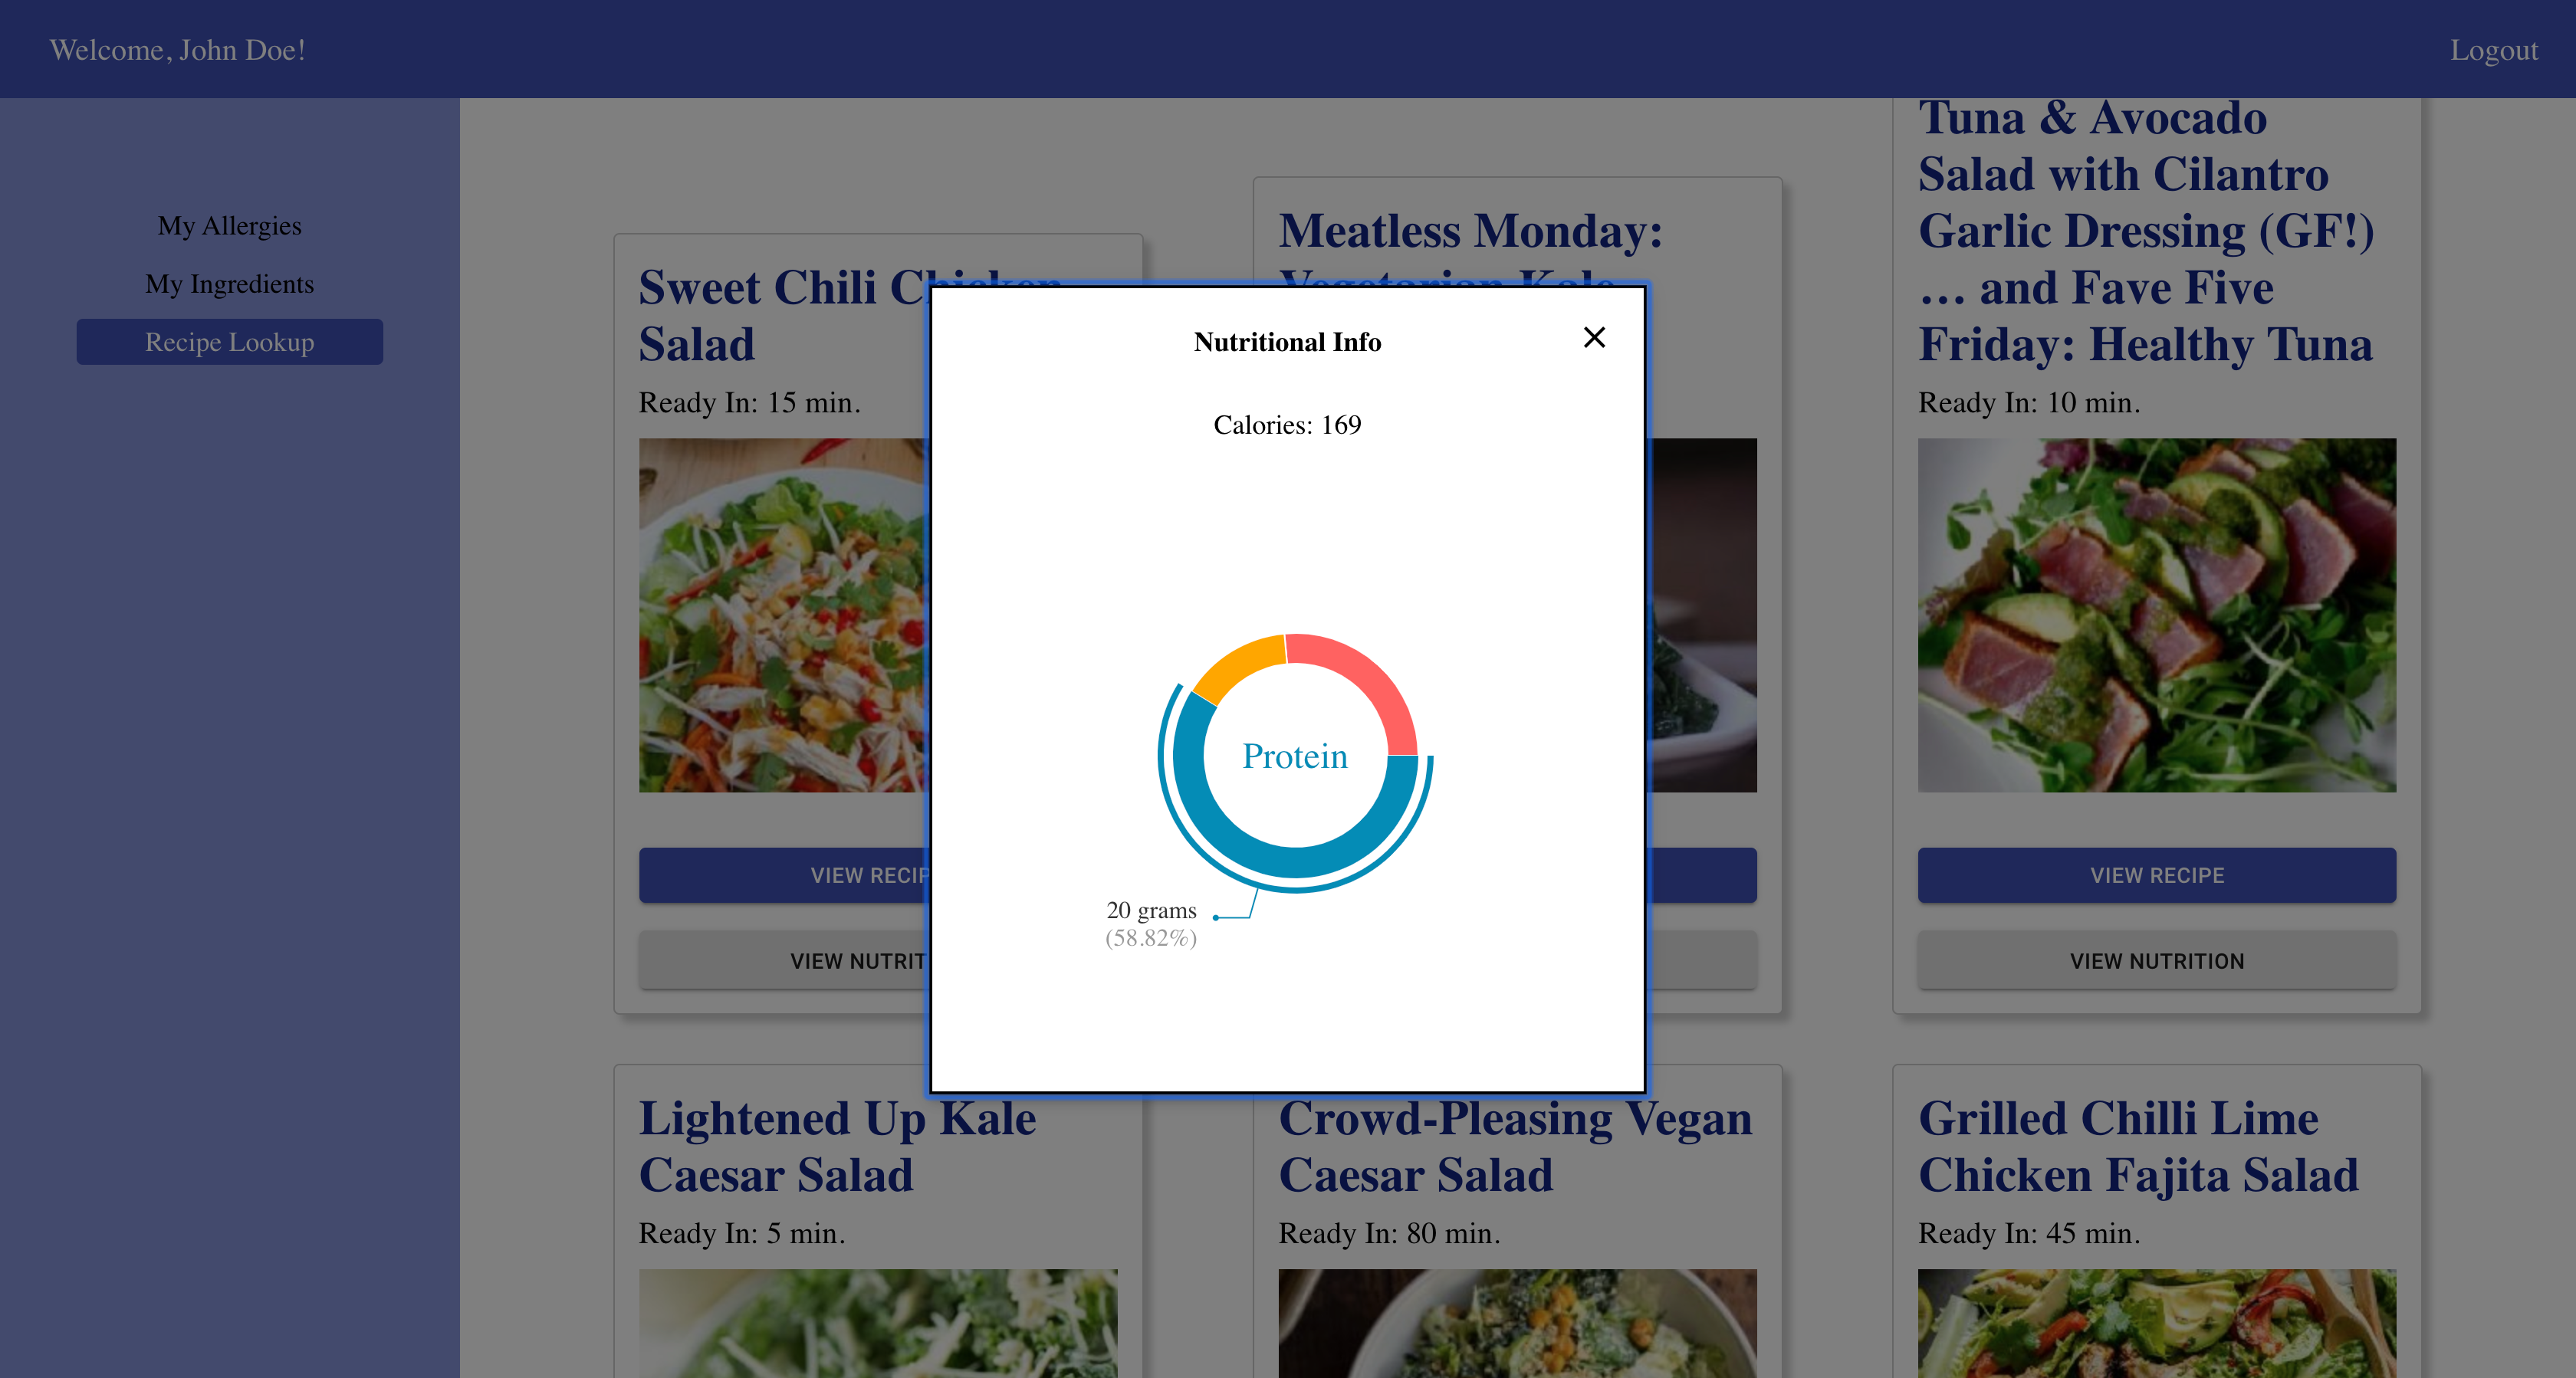 Welcome, John Doe!
Logout
My Allergies
My Ingredients
Recipe Lookup
Sweet Chili Chicken
Salad
Ready In: 15 min.
VIEW RECIP
VIEW NUTRIT
Meatless Monday:
Vegetarian Kale
Tuna & Avocado
Salad with Cilantro
Garlic Dressing (GF!)
… and Fave Five
Friday: Healthy Tuna
Ready In: 10 min.
VIEW RECIPE
VIEW NUTRITION
Nutritional Info
Calories: 169
Protein
20 grams
(58.82%)
Lightened Up Kale
Caesar Salad
Ready In: 5 min.
Crowd-Pleasing Vegan
Caesar Salad
Ready In: 80 min.
Grilled Chilli Lime
Chicken Fajita Salad
Ready In: 45 min.